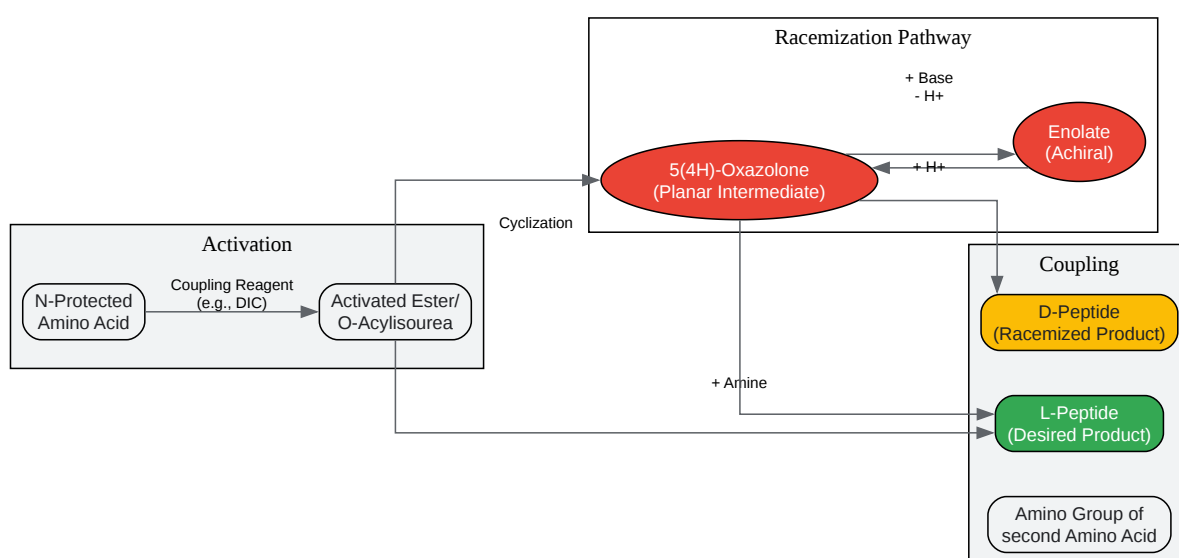 Racemization Pathway
+ Base
- H+
Enolate
(Achiral)
5(4H)-Oxazolone
(Planar Intermediate)
+ H+
Cyclization
Activation
Coupling Reagent
(e.g., DIC)
N-Protected
Amino Acid
Activated Ester/
O-Acylisourea
Coupling
D-Peptide
(Racemized Product)
+ Amine
L-Peptide
(Desired Product)
Amino Group of
second Amino Acid